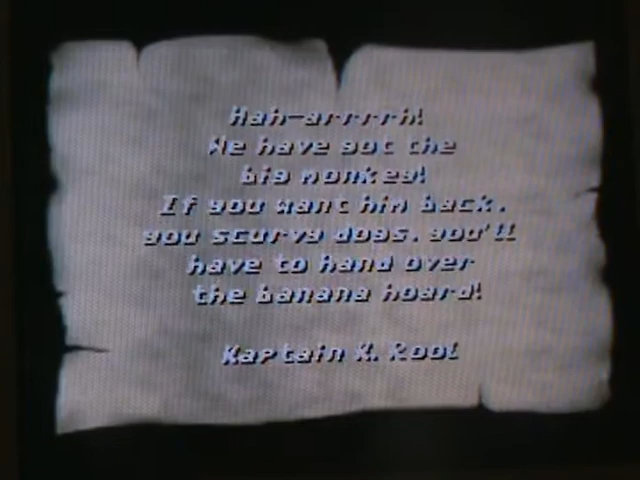 Hah-arrrrh!
We have got the
big monkey!
If you want him back,
you scurvy dogs, you'll
have to hand over
the banana hoard!
Kaptain K. Rool